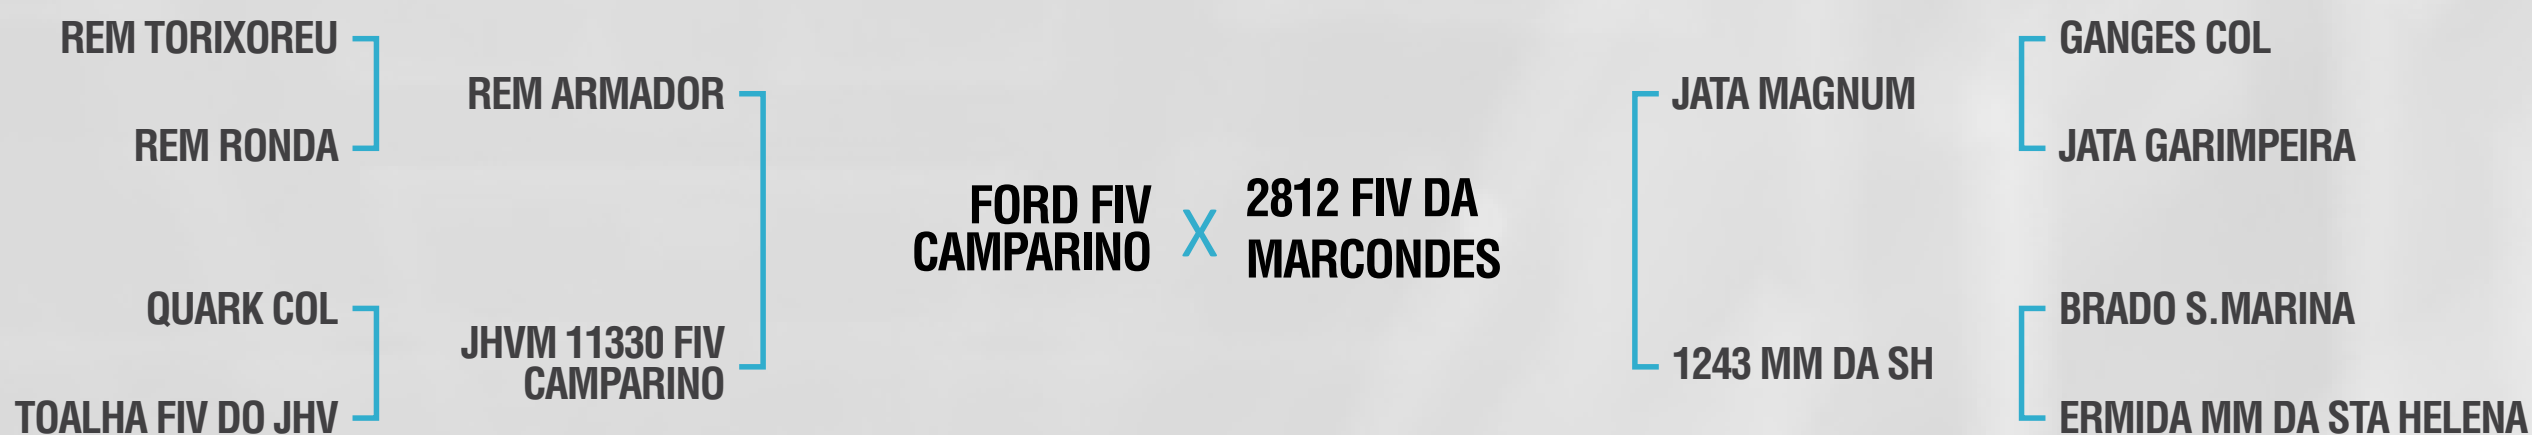 REM TORIXOREU
REM RONDA
QUARK COL
TOALHA FIV DO JHV
REM ARMADOR
JHVM 11330 FIV
CAMPARINO
FORD FIV
CAMPARINO
X
2812 FIV DA
MARCONDES
JATA MAGNUM
1243 MM DA SH
GANGES COL
JATA GARIMPEIRA
BRADO S.MARINA
ERMIDA MM DA STA HELENA